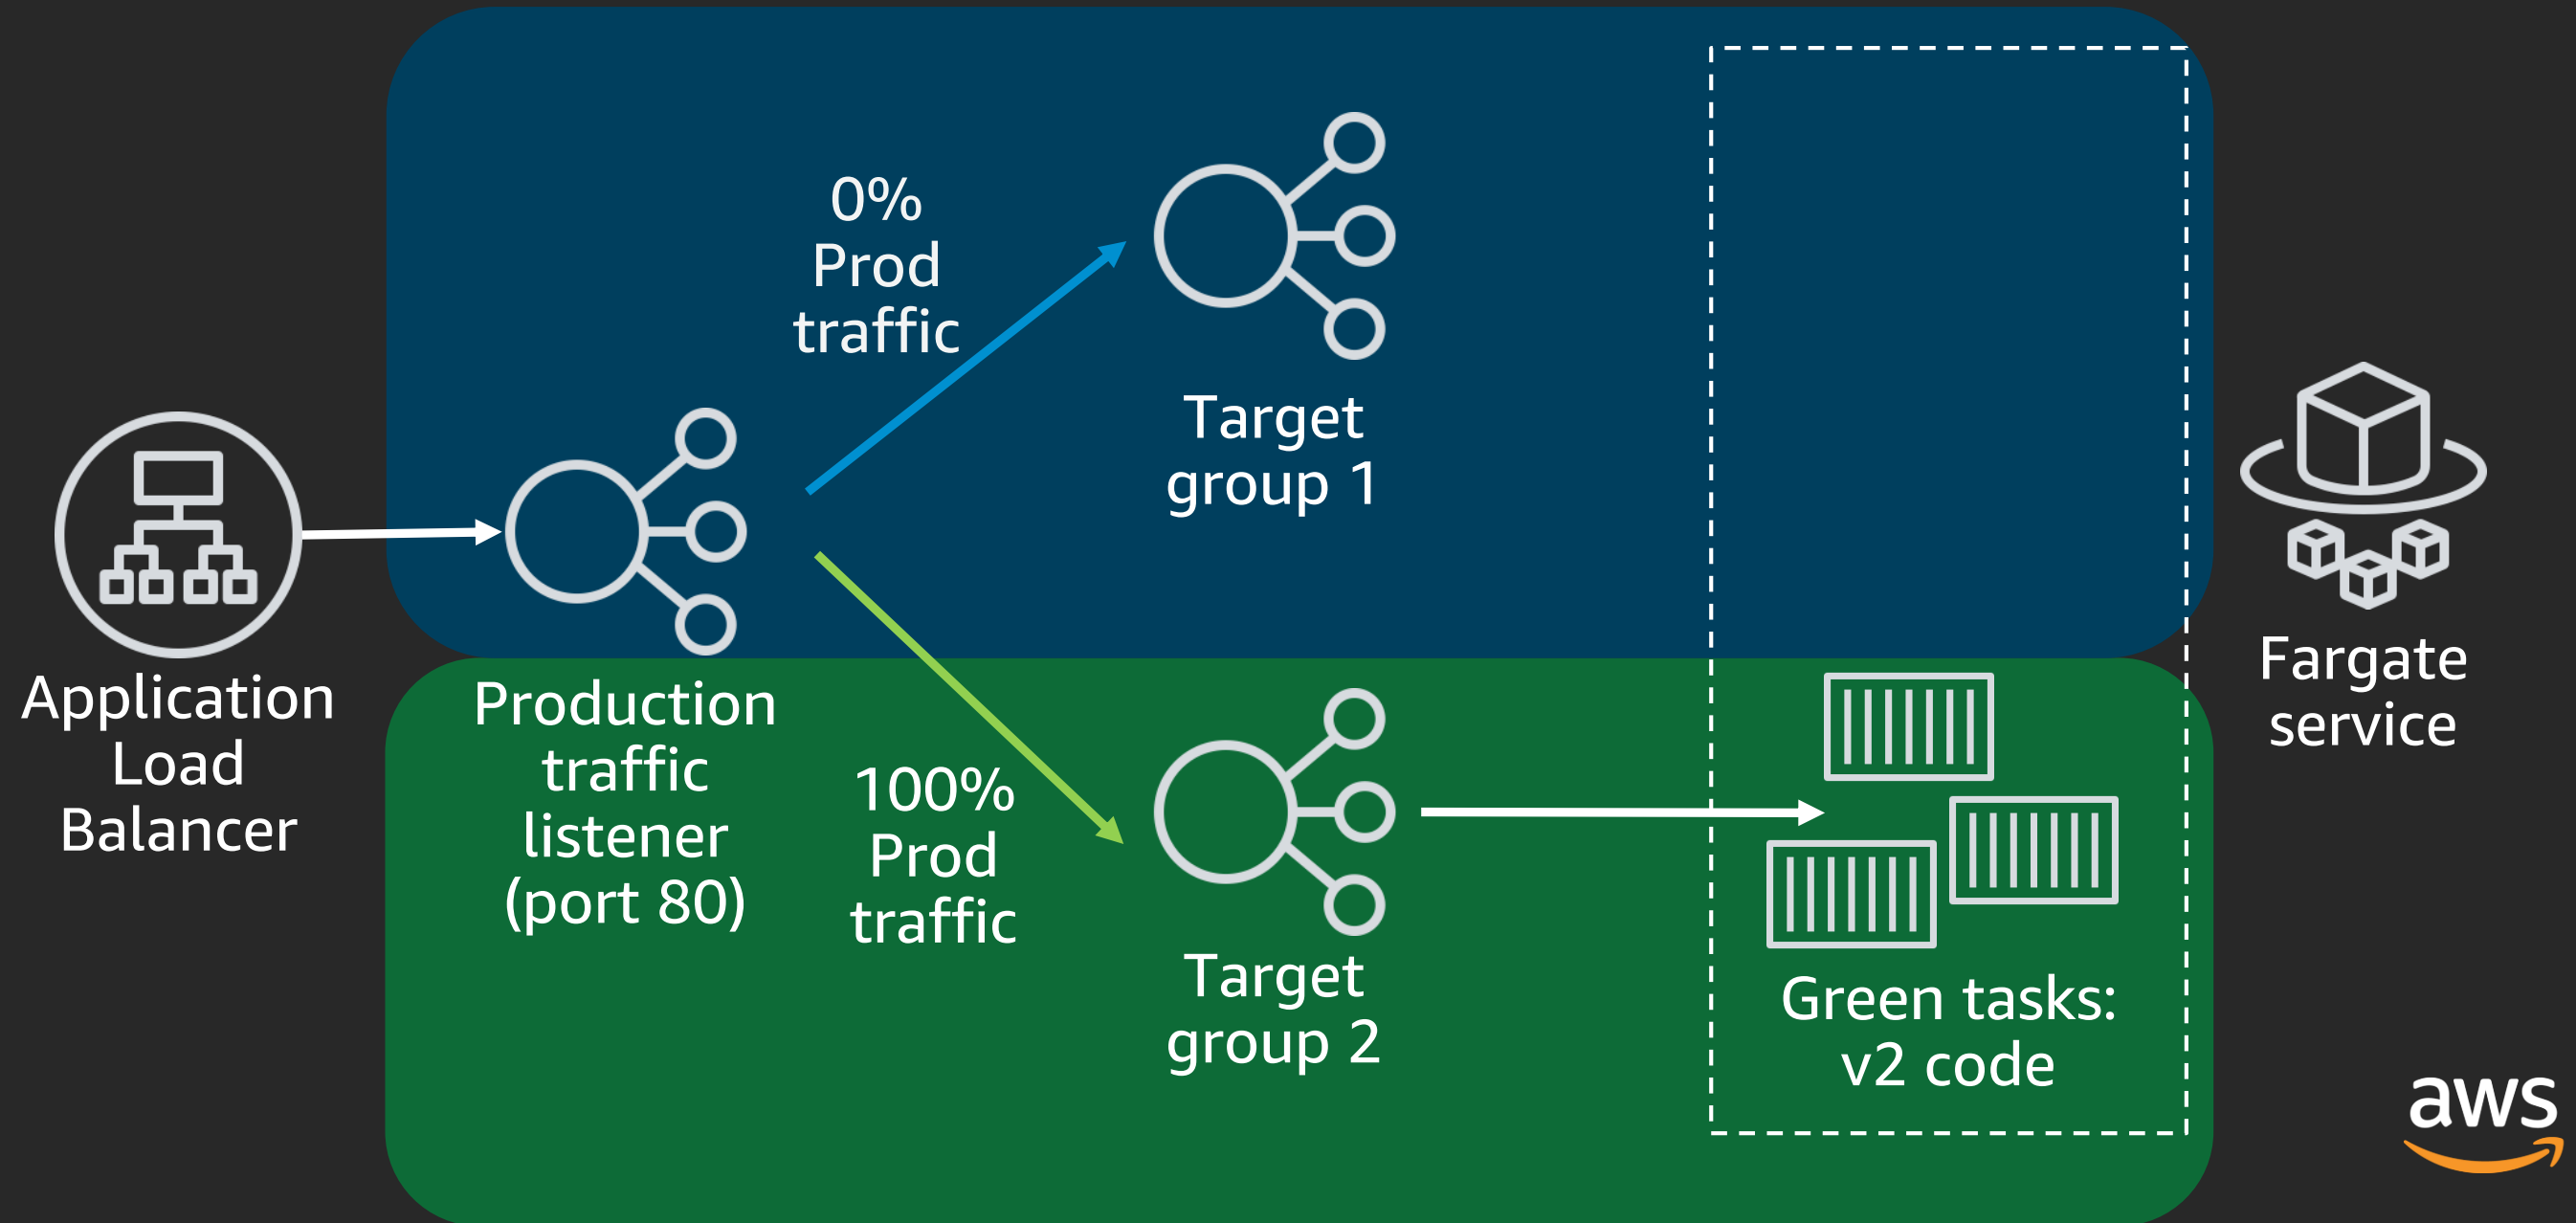 Application
Load
Balancer
Production
traffic
listener
(port 80)
0%
Prod
traffic
100%
Prod
traffic
Target
group 1
Target
group 2
Green tasks:
v2 code
Fargate
service
aws